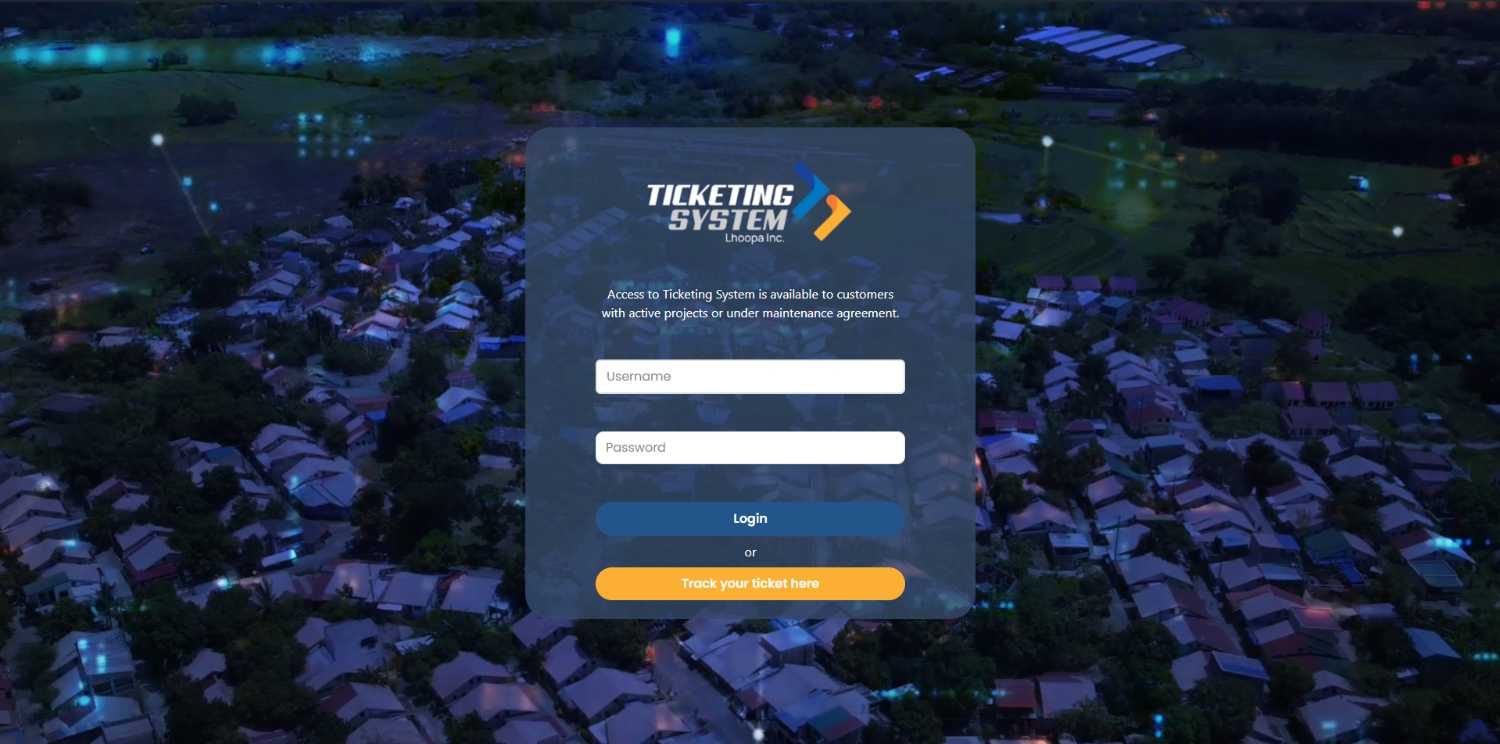 TICKETING
SYSTEM
Lhoopa Inc.
Access to Ticketing System is available to customers
with active projects or under maintenance agreement.
Username
Password
Login
or
Track your ticket here